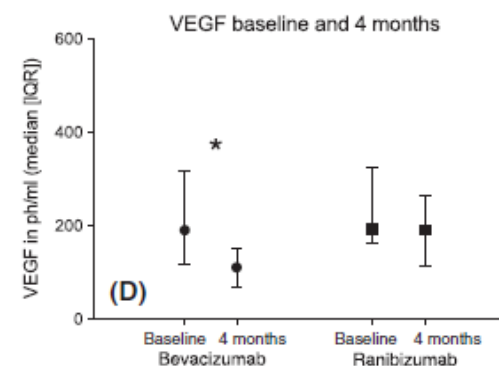 VEGF baseline and 4 months
VEGF in ph/ml (median [IQR])
600
400
200
0
*
(D)
Baseline 4 months Baseline 4 months
Bevacizumab Ranibizumab